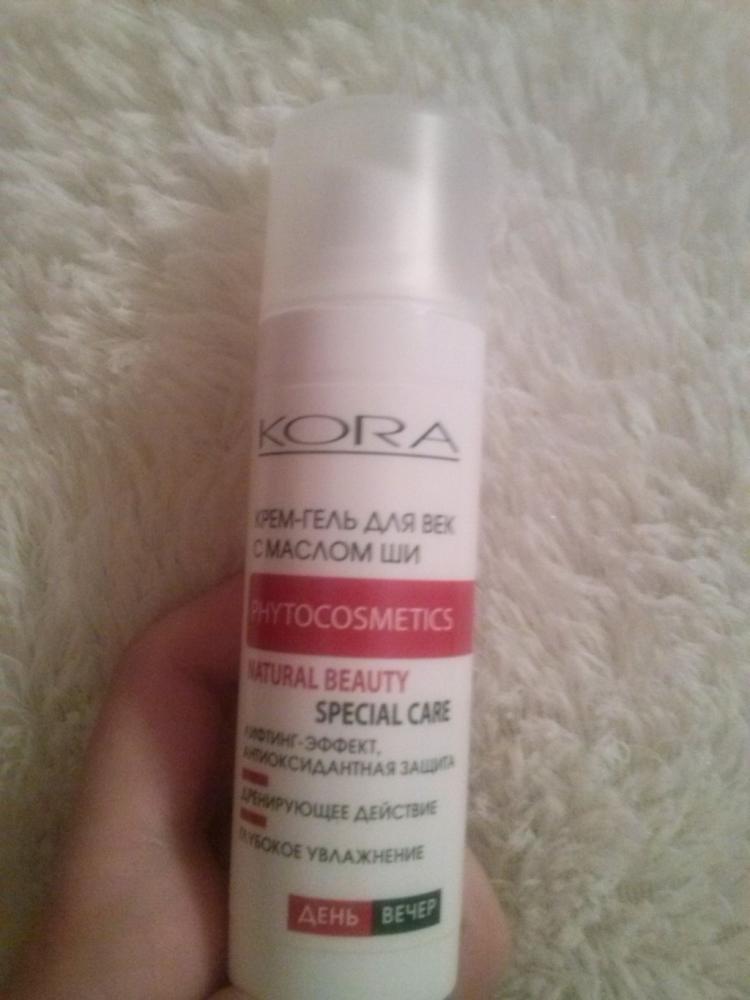 KORA
КРЕМ-ГЕЛЬ ДЛЯ ВЕК
С МАСЛОМ ШИ
PHYTOCOSMETICS
NATURAL BEAUTY
SPECIAL CARE
ЛИФТИНГ-ЭФФЕКТ,
АНТИОКСИДАНТНАЯ ЗАЩИТА
ДРЕНИРУЮЩЕЕ ДЕЙСТВИЕ
ГЛУБОКОЕ УВЛАЖНЕНИЕ
ДЕНЬ ВЕЧЕР